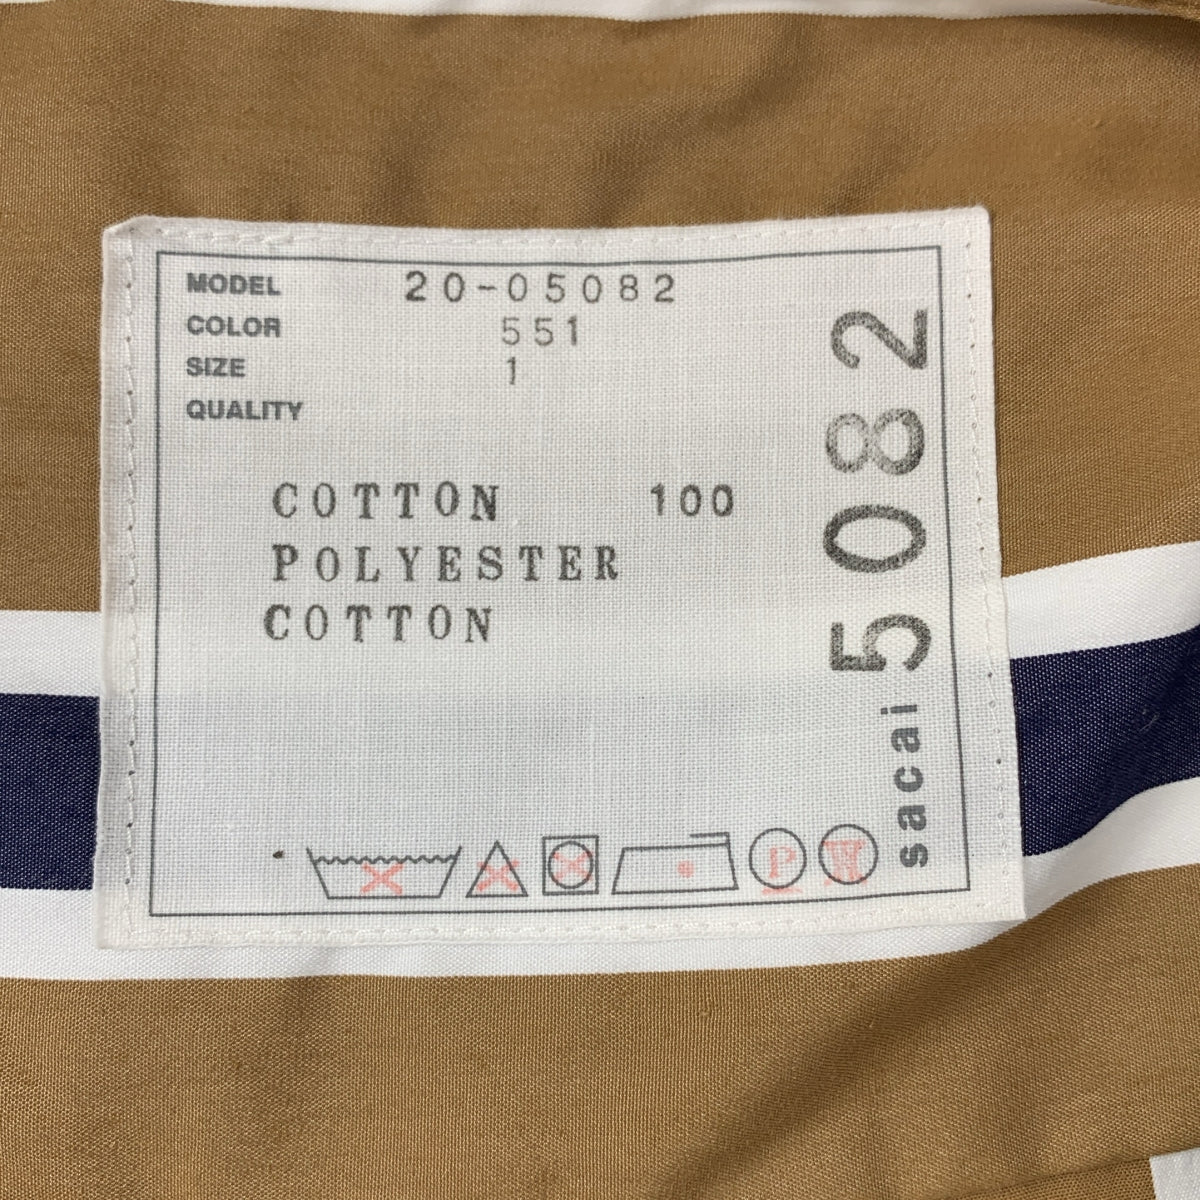 MODEL 20-05082
COLOR 551
SIZE 1
QUALITY
COTTON 100
POLYESTER
COTTON
sacai 5082
P
W